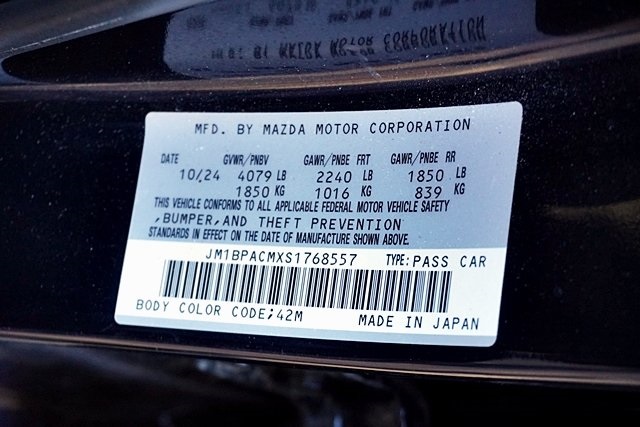 MFD. BY MAZDA MOTOR CORPORATION
DATE GVWR/PNBV GAWR/PNBE FRT GAWR/PNBE RR
10/24 4079 LB 2240 LB 1850 LB
1850 KG 1016 KG 839 KG
THIS VEHICLE CONFORMS TO ALL APPLICABLE FEDERAL MOTOR VEHICLE SAFETY
,BUMPER,AND THEFT PREVENTION
STANDARDS IN EFFECT ON THE DATE OF MANUFACTURE SHOWN ABOVE.
JM1BPACMXS1768557 TYPE:PASS CAR
BODY COLOR CODE;42M MADE IN JAPAN